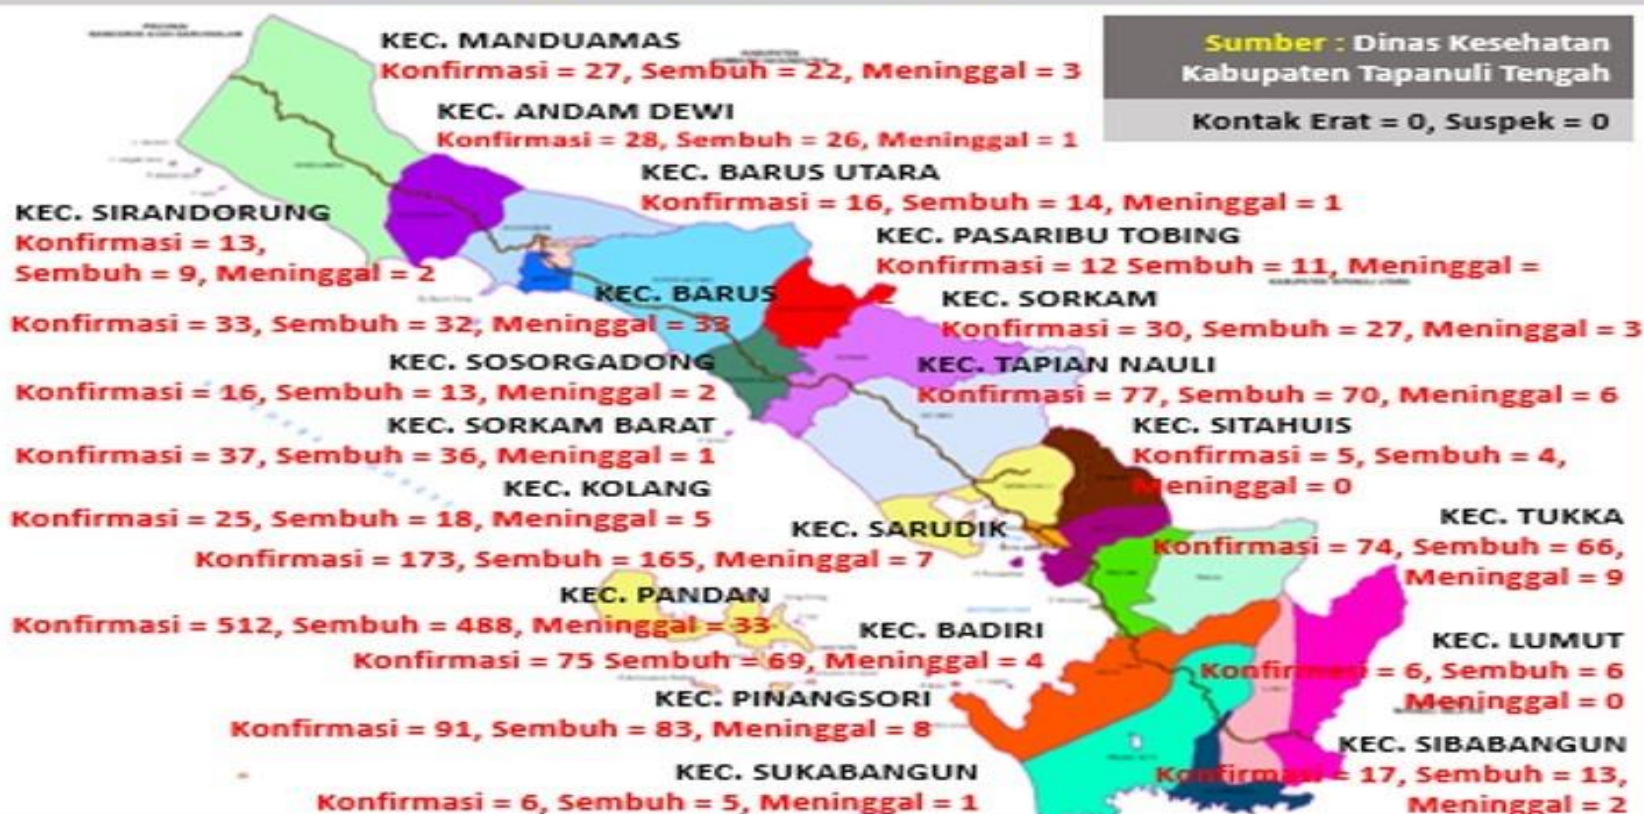 KEC. MANDUAMAS
Konfirmasi = 27, Sembuh = 22, Meninggal = 3
Sumber : Dinas Kesehatan
Kabupaten Tapanuli Tengah
Kontak Erat = 0, Suspek = 0
KEC. ANDAM DEWI
Konfirmasi = 28, Sembuh = 26, Meninggal = 1
KEC. BARUS UTARA
Konfirmasi = 16, Sembuh = 14, Meninggal = 1
KEC. SIRANDORUNG
Konfirmasi = 13,
Sembuh = 9, Meninggal = 2
KEC. PASARIBU TOBING
Konfirmasi = 12 Sembuh = 11, Meninggal =
KEC. BARUS
Konfirmasi = 33, Sembuh = 32, Meninggal = 33
KEC. SORKAM
Konfirmasi = 30, Sembuh = 27, Meninggal = 3
KEC. SOSORGADONG
Konfirmasi = 16, Sembuh = 13, Meninggal = 2
KEC. TAPIAN NAULI
Konfirmasi = 77, Sembuh = 70, Meninggal = 6
KEC. SORKAM BARAT
Konfirmasi = 37, Sembuh = 36, Meninggal = 1
KEC. SITAHUIS
Konfirmasi = 5, Sembuh = 4,
Meninggal = 0
KEC. KOLANG
Konfirmasi = 25, Sembuh = 18, Meninggal = 5
KEC. SARUDIK
Konfirmasi = 173, Sembuh = 165, Meninggal = 7
KEC. TUKKA
Konfirmasi = 74, Sembuh = 66,
Meninggal = 9
KEC. PANDAN
Konfirmasi = 512, Sembuh = 488, Meninggal = 33
KEC. BADIRI
Konfirmasi = 75 Sembuh = 69, Meninggal = 4
KEC. LUMUT
Konfirmasi = 6, Sembuh = 6
Meninggal = 0
KEC. PINANGSORI
Konfirmasi = 91, Sembuh = 83, Meninggal = 8
KEC. SIBABANGUN
Konfirmasi = 17, Sembuh = 13,
Meninggal = 2
KEC. SUKABANGUN
Konfirmasi = 6, Sembuh = 5, Meninggal = 1